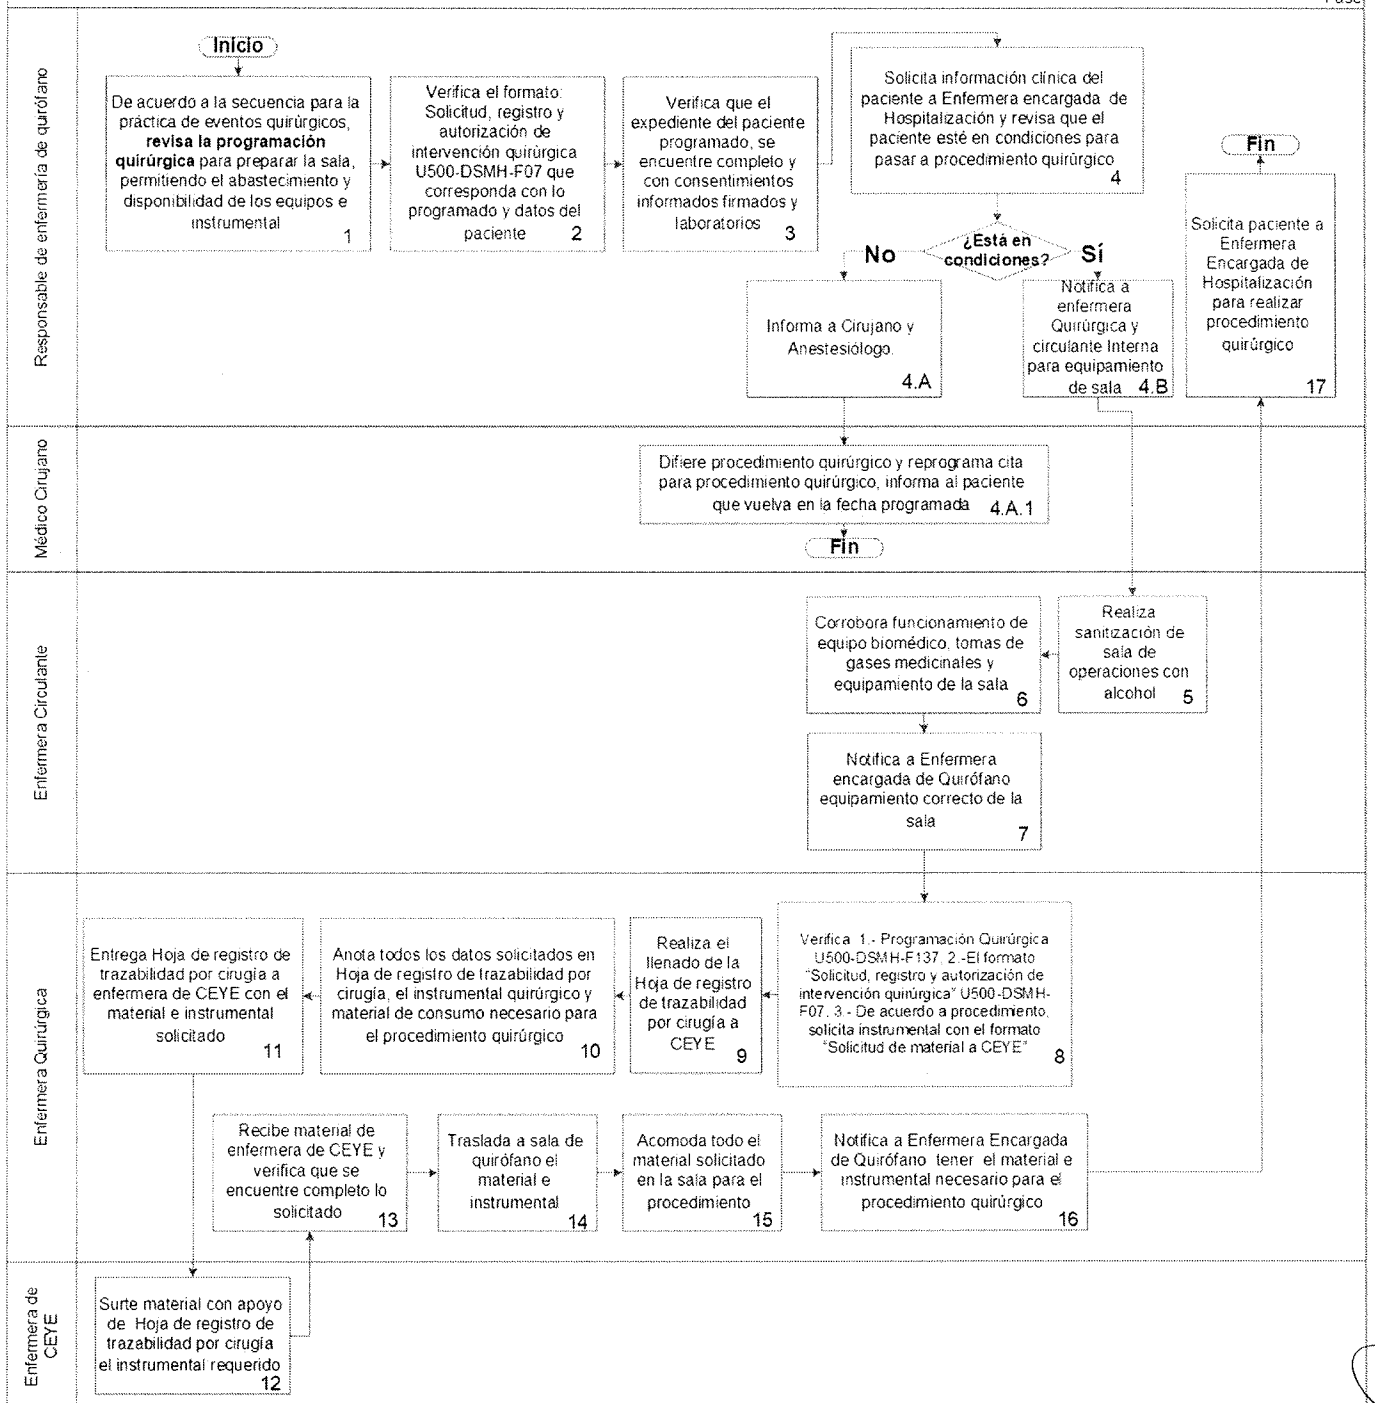 Fase
Responsable de enfermería de quirófano
Inicio
De acuerdo a la secuencia para la
práctica de eventos quirúrgicos,
revisa la programación
quirúrgica para preparar la sala,
permitiendo el abastecimiento y
disponibilidad de los equipos e
instrumental
1
Verifica el formato:
Solicitud, registro y
autorización de
intervención quirúrgica
U500-DSMH-F07 que
corresponda con lo
programado y datos del
paciente 2
Verifica que el
expediente del paciente
programado, se
encuentre completo y
con consentimientos
informados firmados y
laboratorios 3
Solicita información clínica del
paciente a Enfermera encargada de
Hospitalización y revisa que el
paciente esté en condiciones para
pasar a procedimiento quirúrgico
4
¿Está en
condiciones?
No
Sí
Informa a Cirujano y
Anestesiólogo.
4.A
Notifica a
enfermera
Quirúrgica y
circulante Interna
para equipamiento
de sala 4.B
Fin
Solicita paciente a
Enfermera
Encargada de
Hospitalización
para realizar
procedimiento
quirúrgico
17
Médico Cirujano
Difiere procedimiento quirúrgico y reprograma cita
para procedimiento quirúrgico, informa al paciente
que vuelva en la fecha programada 4.A.1
Fin
Enfermera Circulante
Realiza
sanitización de
sala de
operaciones con
alcohol 5
Corrobora funcionamiento de
equipo biomédico, tomas de
gases medicinales y
equipamiento de la sala
6
Notifica a Enfermera
encargada de Quirófano
equipamiento correcto de la
sala
7
Enfermera Quirúrgica
Verifica 1.- Programación Quirúrgica
U500-DSMH-F137, 2.-El formato
"Solicitud, registro y autorización de
intervención quirúrgica" U500-DSMH-
F07, 3.- De acuerdo a procedimiento,
solicita instrumental con el formato
"Solicitud de material a CEYE"
8
Realiza el
llenado de la
Hoja de registro
de trazabilidad
por cirugía a
CEYE 9
Anota todos los datos solicitados en
Hoja de registro de trazabilidad por
cirugía, el instrumental quirúrgico y
material de consumo necesario para
el procedimiento quirúrgico
10
Entrega Hoja de registro de
trazabilidad por cirugía a
enfermera de CEYE con el
material e instrumental
solicitado
11
Recibe material de
enfermera de CEYE y
verifica que se
encuentre completo lo
solicitado 13
Traslada a sala de
quirófano el
material e
instrumental
14
Acomoda todo el
material solicitado
en la sala para el
procedimiento
15
Notifica a Enfermera Encargada
de Quirófano tener el material e
instrumental necesario para el
procedimiento quirúrgico
16
Enfermera de
CEYE
Surte material con apoyo
de Hoja de registro de
trazabilidad por cirugía
el instrumental requerido
12